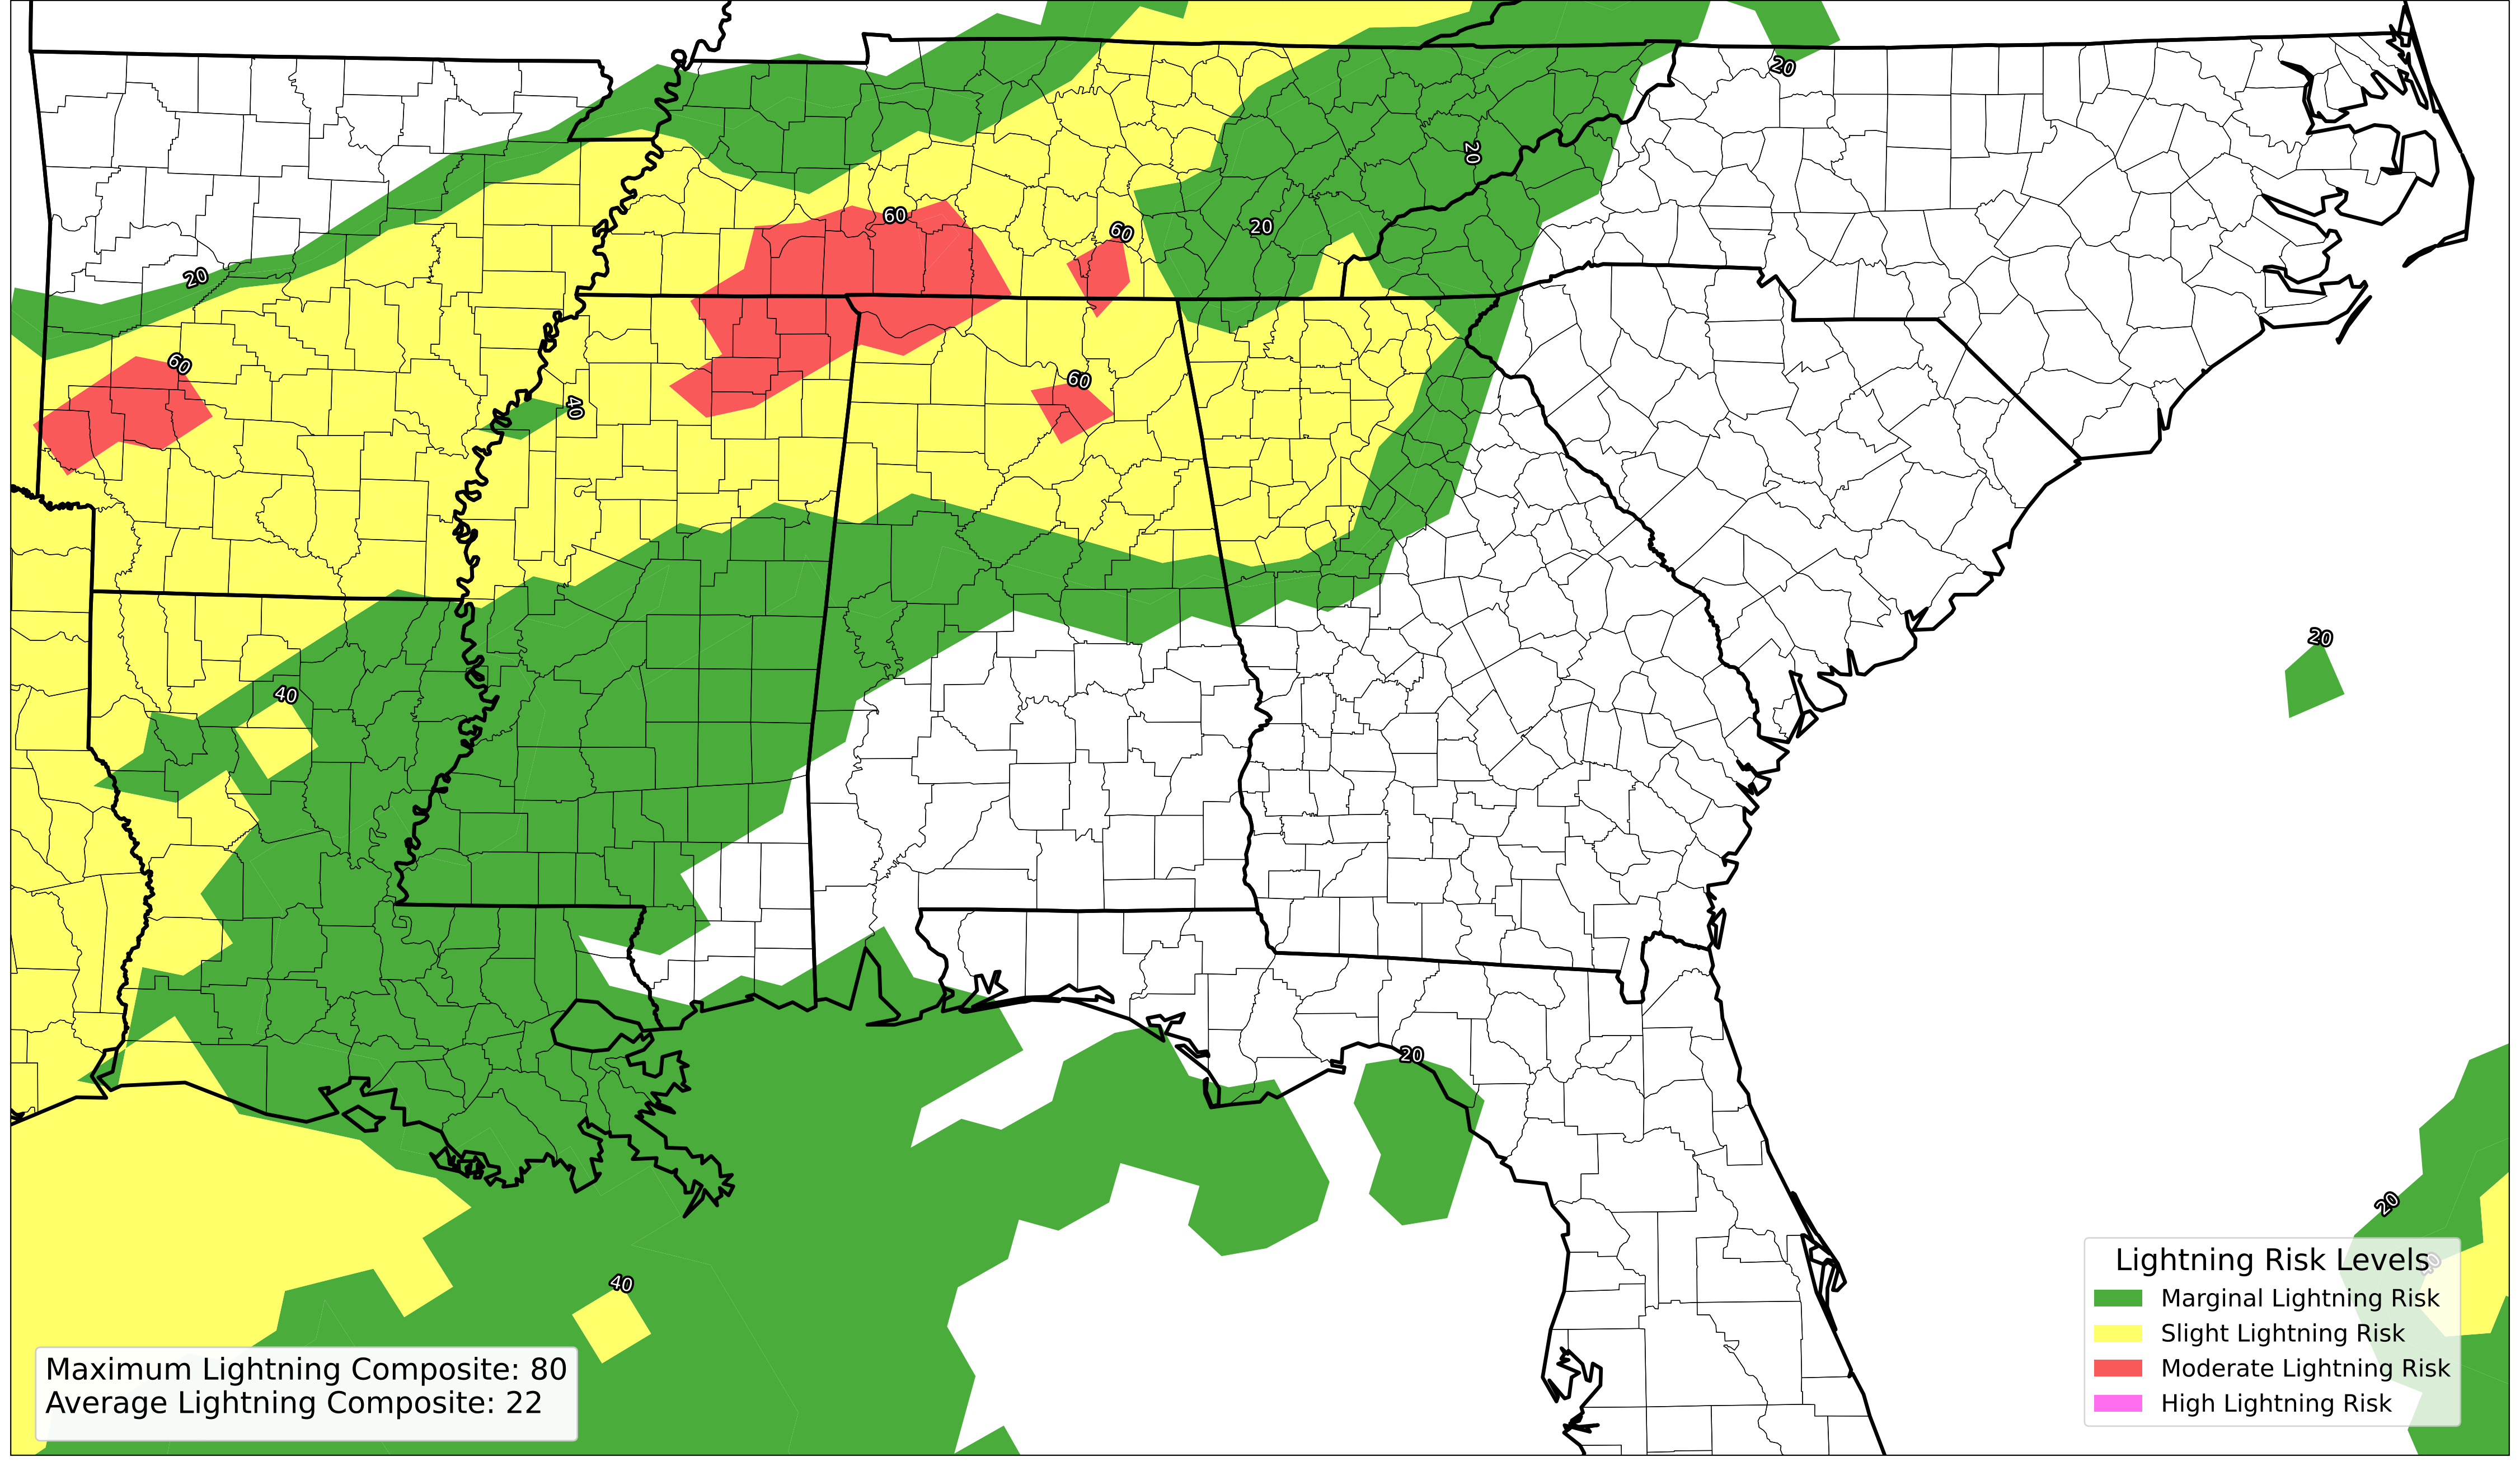 20
20
60
20
60
20
60
60
40
20
40
20
20
40
Lightning Risk Levels
Marginal Lightning Risk
Slight Lightning Risk
Moderate Lightning Risk
High Lightning Risk
Maximum Lightning Composite: 80
Average Lightning Composite: 22